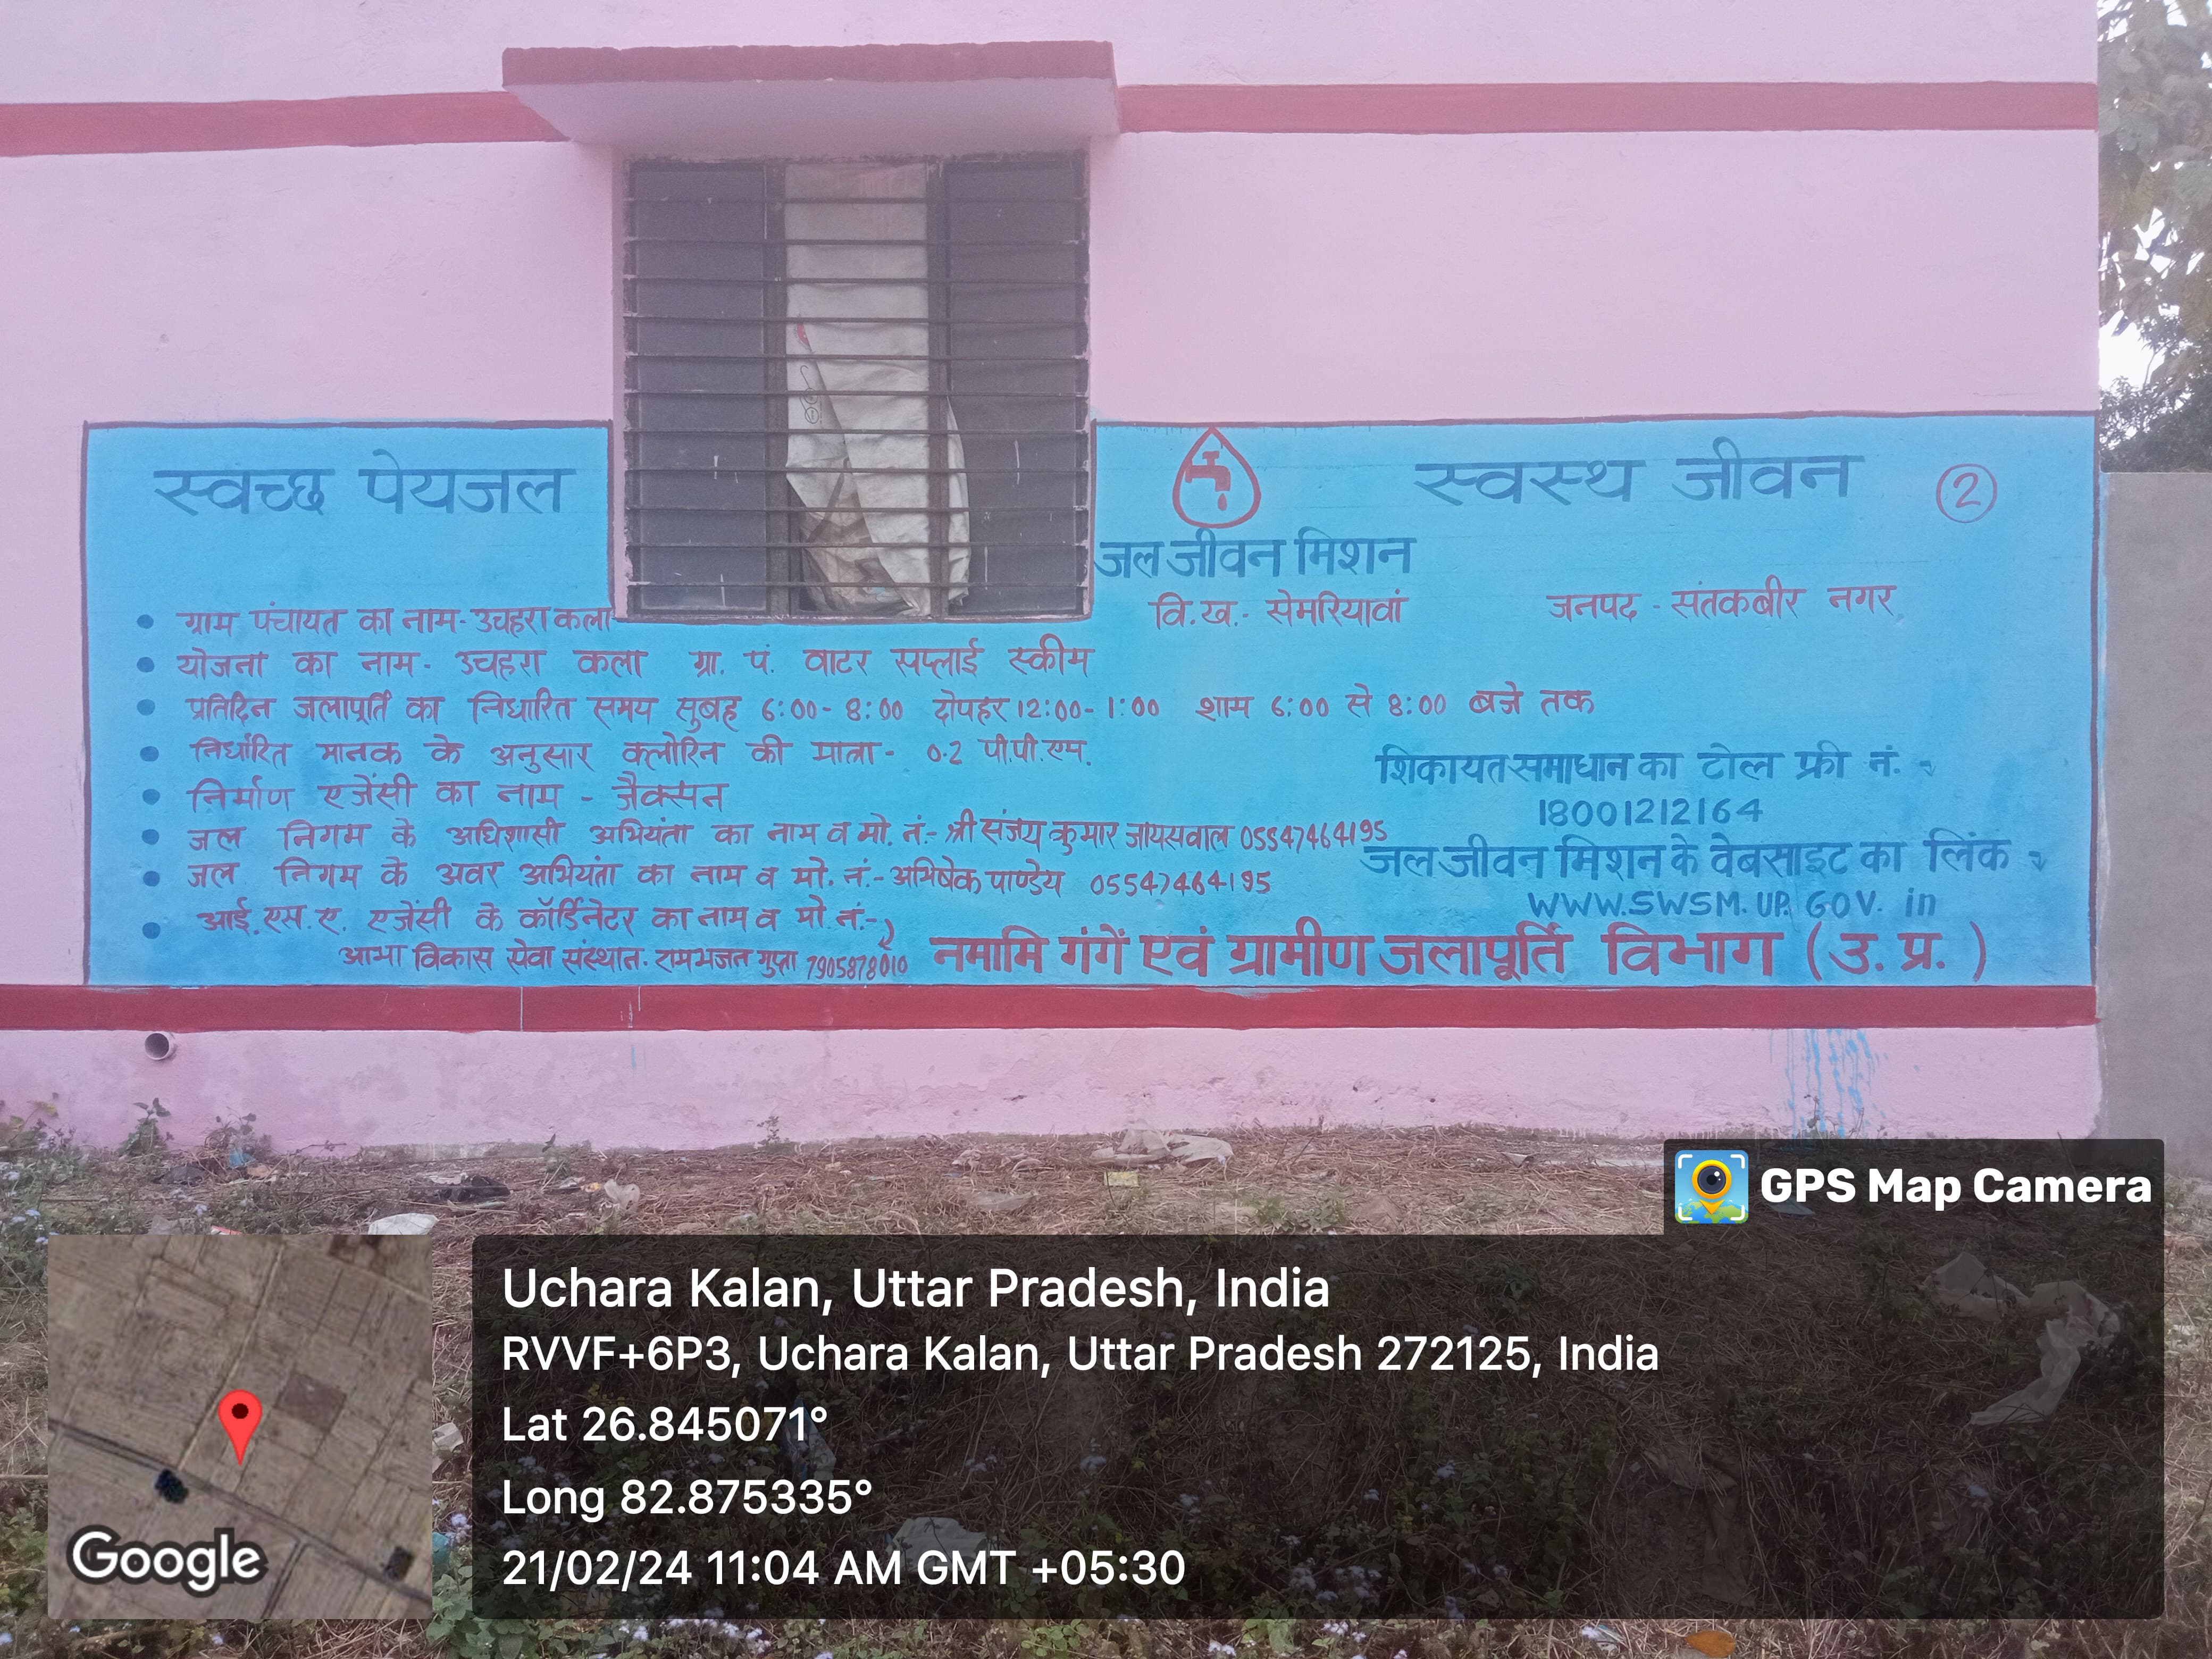 स्वच्छ पेयजल
स्वस्थ जीवन
2
जल जीवन मिशन
वि.ख.- सेमरियावां जनपद - संतकबीर नगर
ग्राम पंचायत का नाम- उचहरा कला
योजना का नाम- उचहरा कला ग्रा. पं. वाटर सप्लाई स्कीम
प्रतिदिन जलापूर्ति का निर्धारित समय सुबह 6:00- 8:00 दोपहर 12:00- 1:00 शाम 6:00 से 8:00 बजे तक
निर्धारित मानक के अनुसार क्लोरिन की मात्रा - 0.2 पी.पी.एम.
निर्माण एजेंसी का नाम - जैक्सन
जल निगम के अधिशासी अभियंता का नाम व मो. नं.- श्री संजय कुमार जायसवाल 05547464195
जल निगम के अवर अभियंता का नाम व मो. नं.- अभिषेक पाण्डेय 05547464195
आई.एस.ए. एजेंसी के कॉर्डिनेटर का नाम व मो.नं.-
आभा विकास सेवा संस्थान. रामभजत गुप्ता 7905878010
शिकायत समाधान का टोल फ्री नं. -
18001212164
जल जीवन मिशन के वेबसाइट का लिंक
WWW.SWSM.UP.GOV.in
नमामि गंगें एवं ग्रामीण जलापूर्ति विभाग (उ. प्र.)
GPS Map Camera
Uchara Kalan, Uttar Pradesh, India
RVVF+6P3, Uchara Kalan, Uttar Pradesh 272125, India
Lat 26.845071°
Long 82.875335°
21/02/24 11:04 AM GMT +05:30
Google